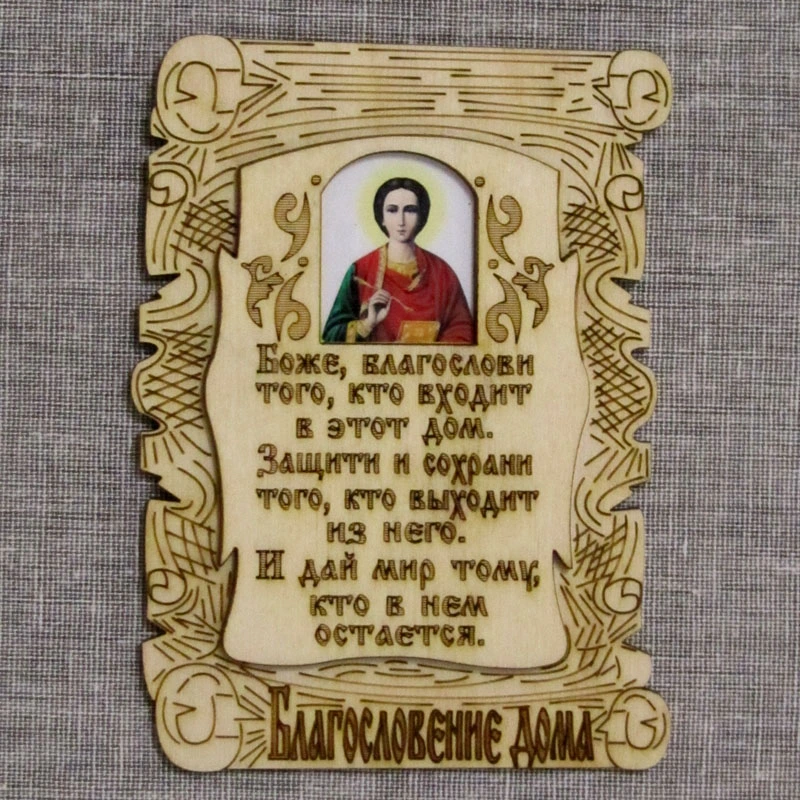 Боже, благослови
того, кто входит
в этот дом.
Защити и сохрани
того, кто выходит
из него.
И дай мир тому,
кто в нем
остается.
Благословение дома